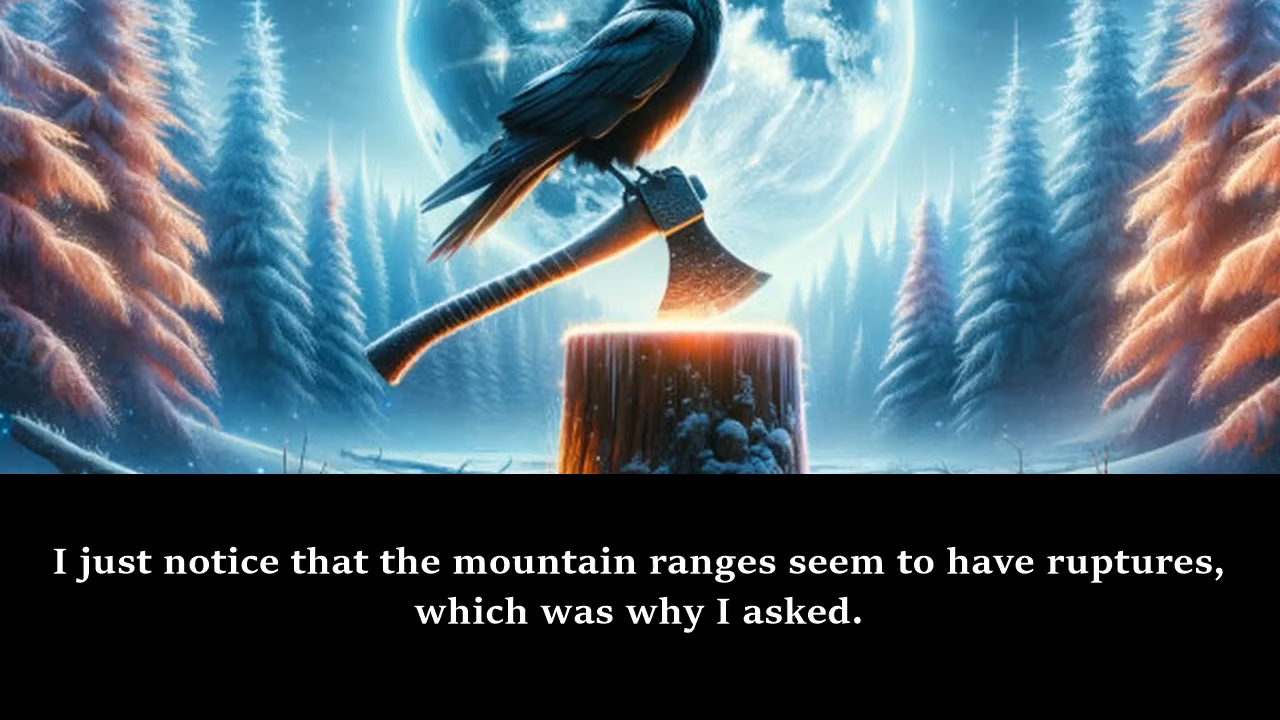 I just notice that the mountain ranges seem to have ruptures,
which was why I asked.